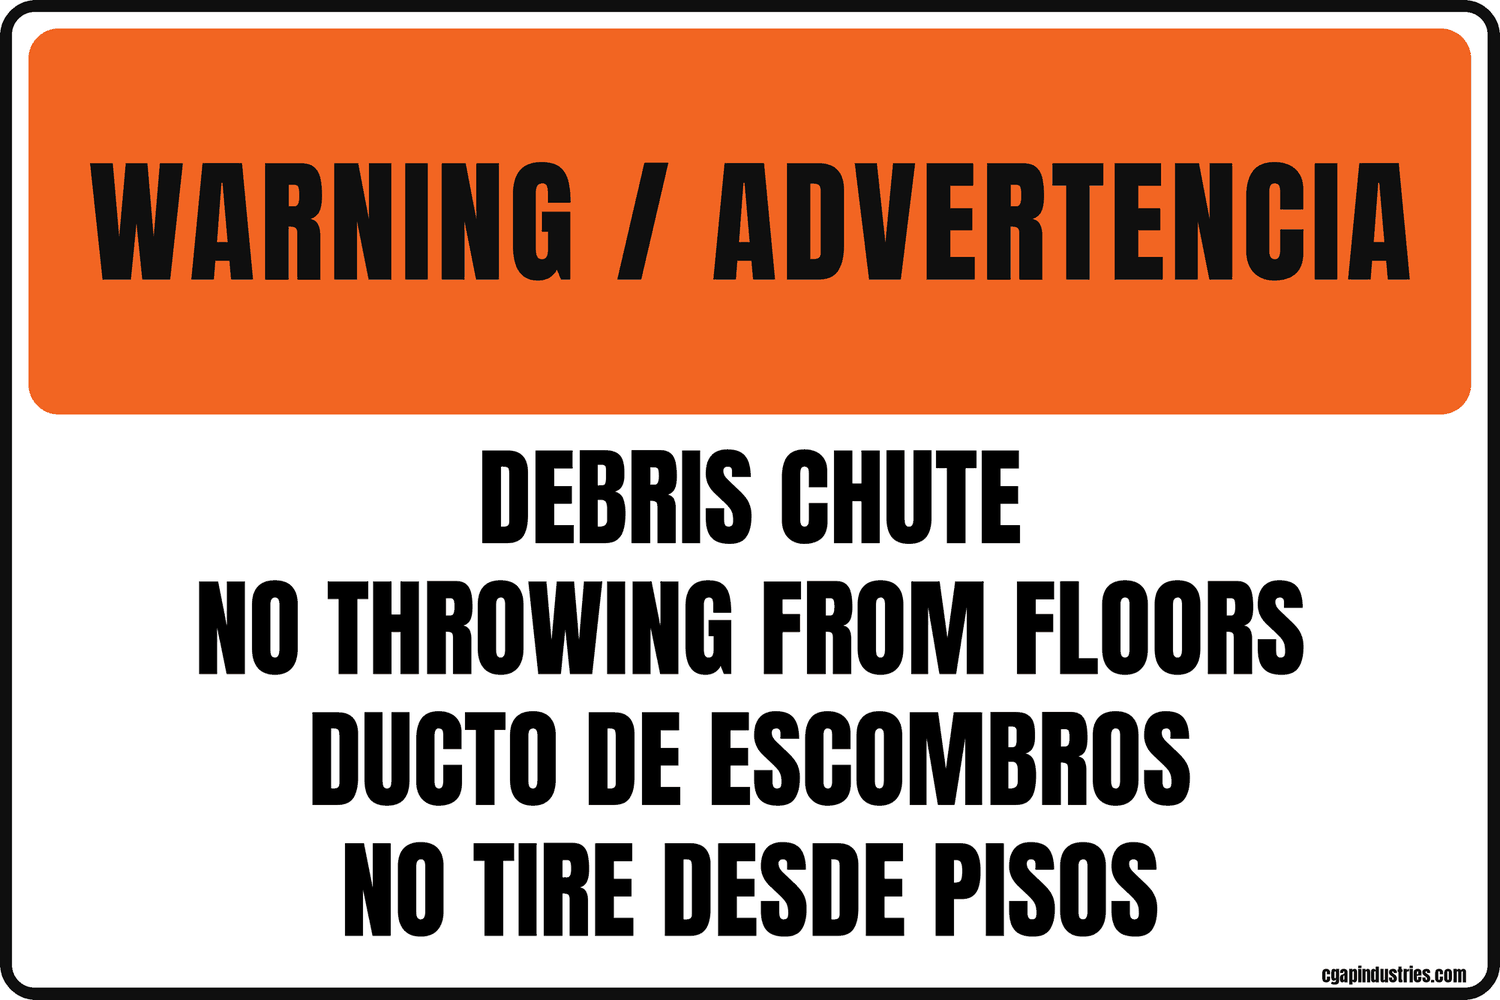 WARNING / ADVERTENCIA
DEBRIS CHUTE
NO THROWING FROM FLOORS
DUCTO DE ESCOMBROS
NO TIRE DESDE PISOS
cgapindustries.com